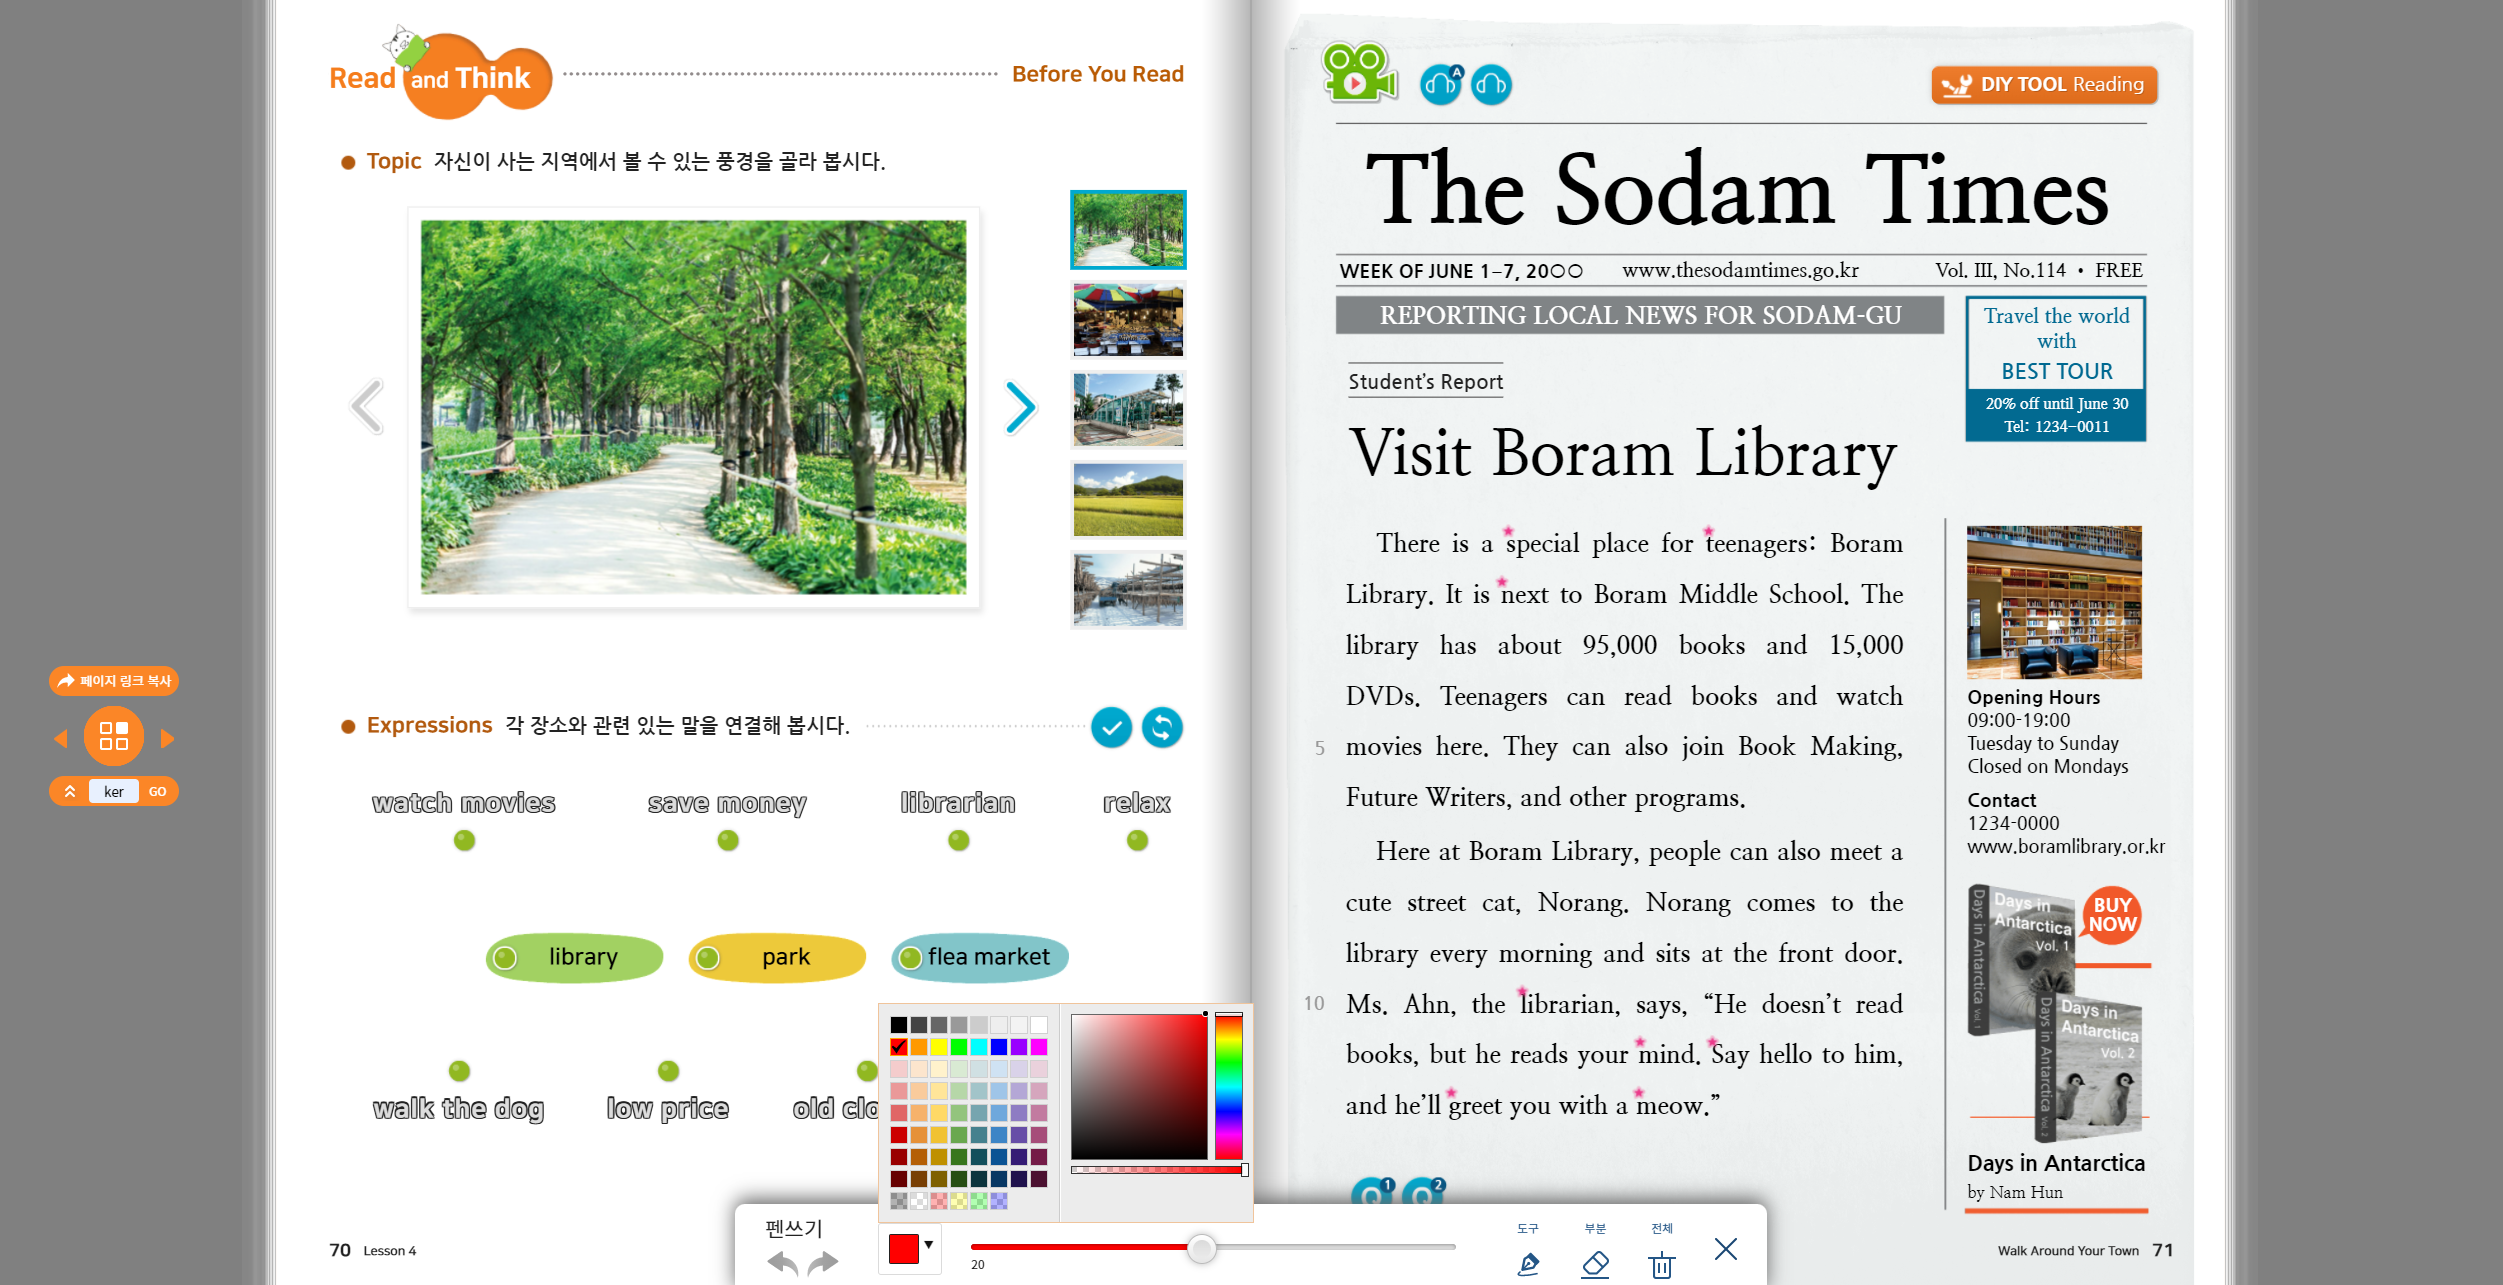 Read and Think
Before You Read
Topic 자신이 사는 지역에서 볼 수 있는 풍경을 골라 봅시다.
페이지 링크 복사
ker GO
Expressions 각 장소와 관련 있는 말을 연결해 봅시다.
watch movies save money librarian relax
library park flea market
walk the dog low price old clo
펜쓰기
20
도구 부분 전체
70 Lesson 4
A
DIY TOOL Reading
The Sodam Times
WEEK OF JUNE 1–7, 20○○ www.thesodamtimes.go.kr Vol. III, No.114 • FREE
REPORTING LOCAL NEWS FOR SODAM-GU
Travel the world
with
BEST TOUR
20% off until June 30
Tel: 1234–0011
Student's Report
Visit Boram Library
There is a *special place for *teenagers: Boram
Library. It is *next to Boram Middle School. The
library has about 95,000 books and 15,000
DVDs. Teenagers can read books and watch
5 movies here. They can also join Book Making,
Future Writers, and other programs.
Here at Boram Library, people can also meet a
cute street cat, Norang. Norang comes to the
library every morning and sits at the front door.
10 Ms. Ahn, the *librarian, says, “He doesn't read
books, but he reads your *mind. *Say hello to him,
and he'll *greet you with a *meow.”
Q1 Q2
Opening Hours
09:00-19:00
Tuesday to Sunday
Closed on Mondays
Contact
1234-0000
www.boramlibrary.or.kr
Days in Antarctica Vol. 1
Days in
Antarctica
Vol. 1
BUY
NOW
Days in Antarctica Vol. 2
Days in
Antarctica
Vol. 2
Days in Antarctica
by Nam Hun
Walk Around Your Town 71